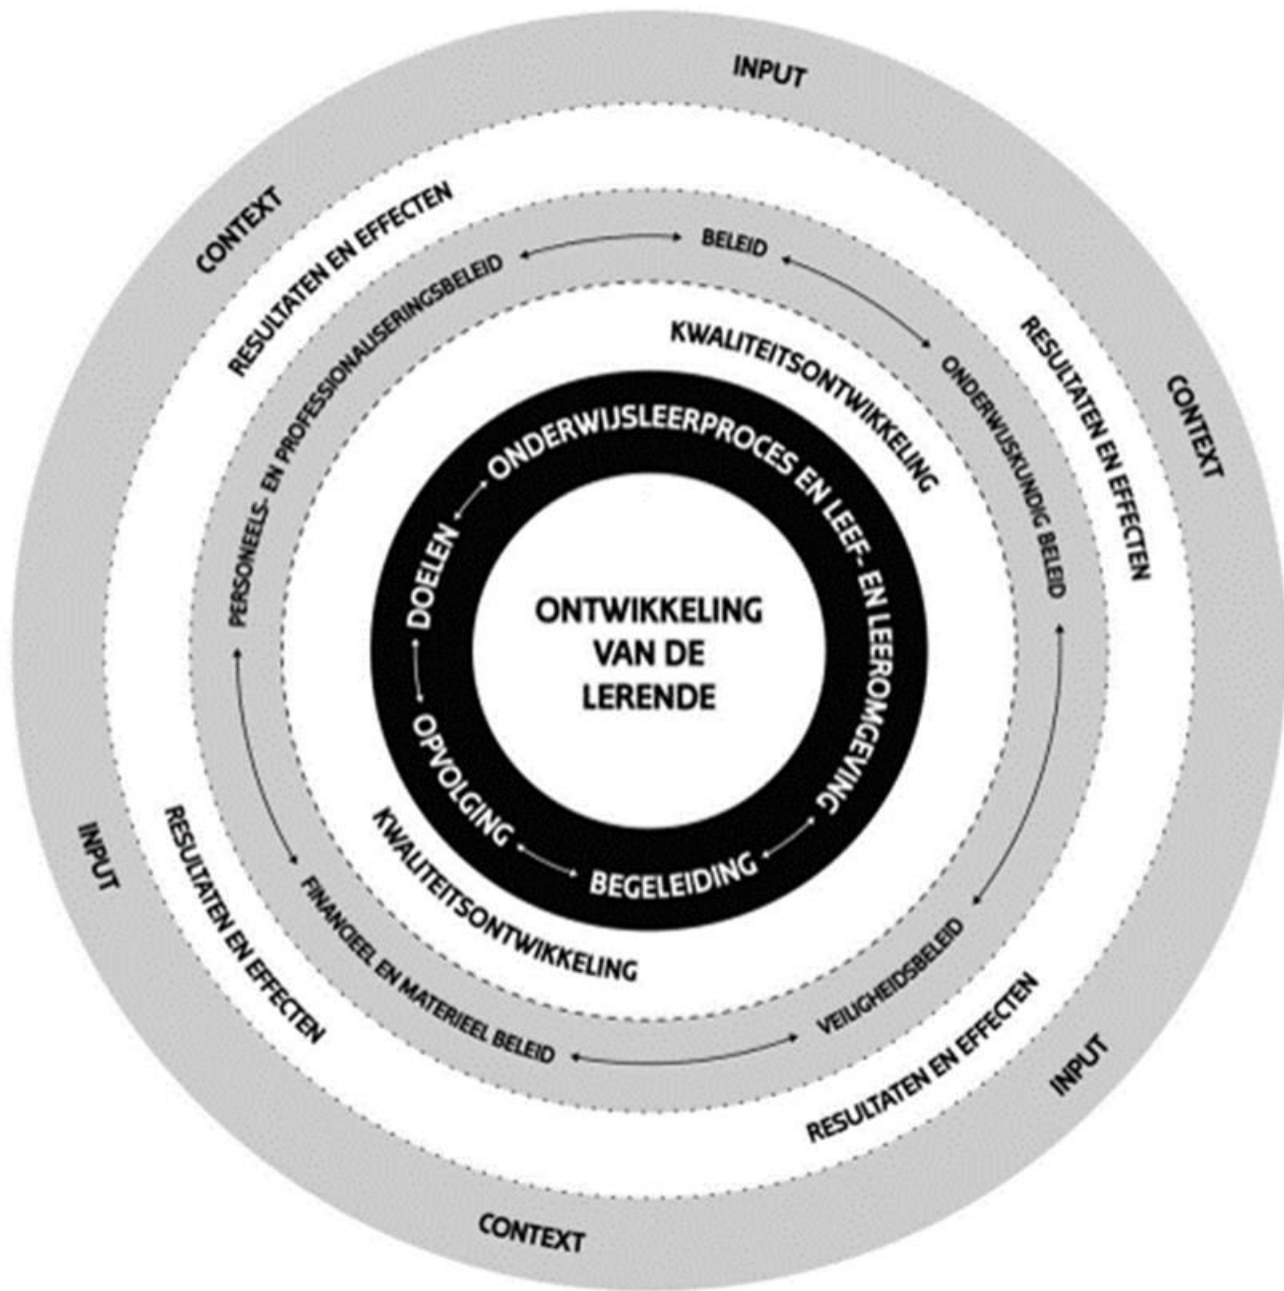 INPUT
CONTEXT
CONTEXT
INPUT
INPUT
CONTEXT
RESULTATEN EN EFFECTEN
RESULTATEN EN EFFECTEN
RESULTATEN EN EFFECTEN
RESULTATEN EN EFFECTEN
BELEID
ONDERWIJSKUNDIG BELEID
VEILIGHEIDSBELEID
FINANCIEEL EN MATERIEEL BELEID
PERSONEELS- EN PROFESSIONALISERINGSBELEID
KWALITEITSONTWIKKELING
KWALITEITSONTWIKKELING
ONDERWIJSLEERPROCES EN LEEF- EN LEEROMGEVING
BEGELEIDING
OPVOLGING
DOELEN
ONTWIKKELING
VAN DE
LERENDE